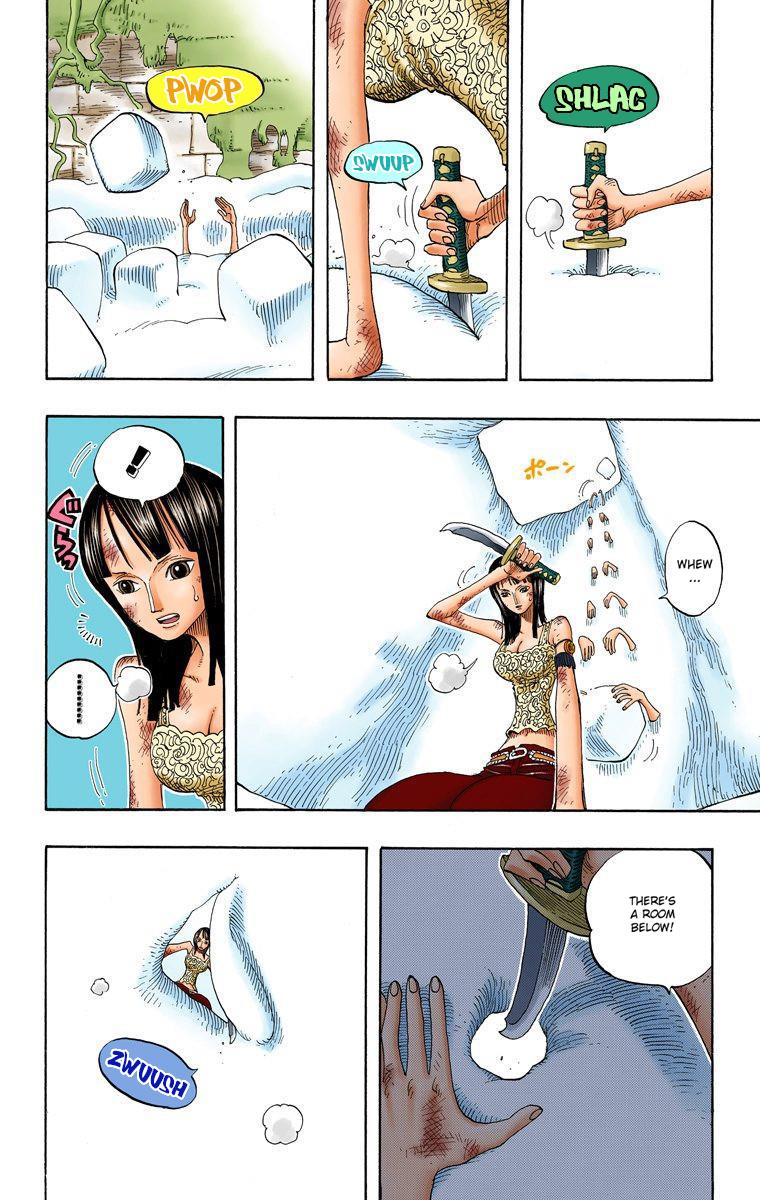 SHLAC
SWUUP
PWOP
ポーン
WHEW
...
!
.........
THERE'S
A ROOM
BELOW!
ZWUUSH